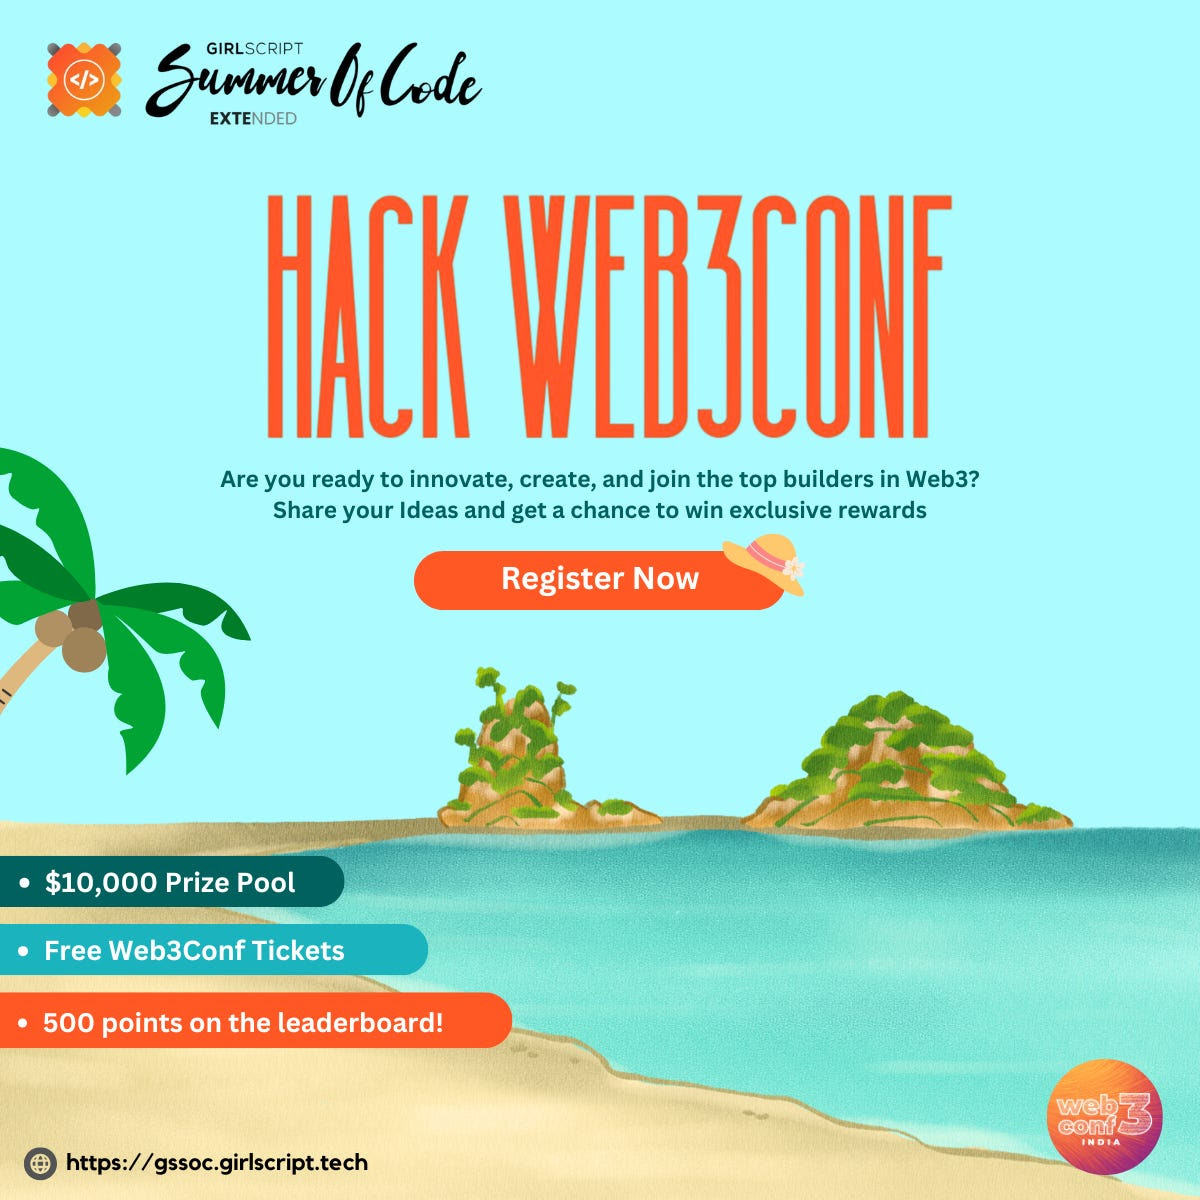 </>
GIRLSCRIPT
Summer Of Code
EXTENDED
HACK WEB3CONF
Are you ready to innovate, create, and join the top builders in Web3?
Share your Ideas and get a chance to win exclusive rewards
Register Now
• $10,000 Prize Pool
• Free Web3Conf Tickets
• 500 points on the leaderboard!
web3
conf
INDIA
https://gssoc.girlscript.tech